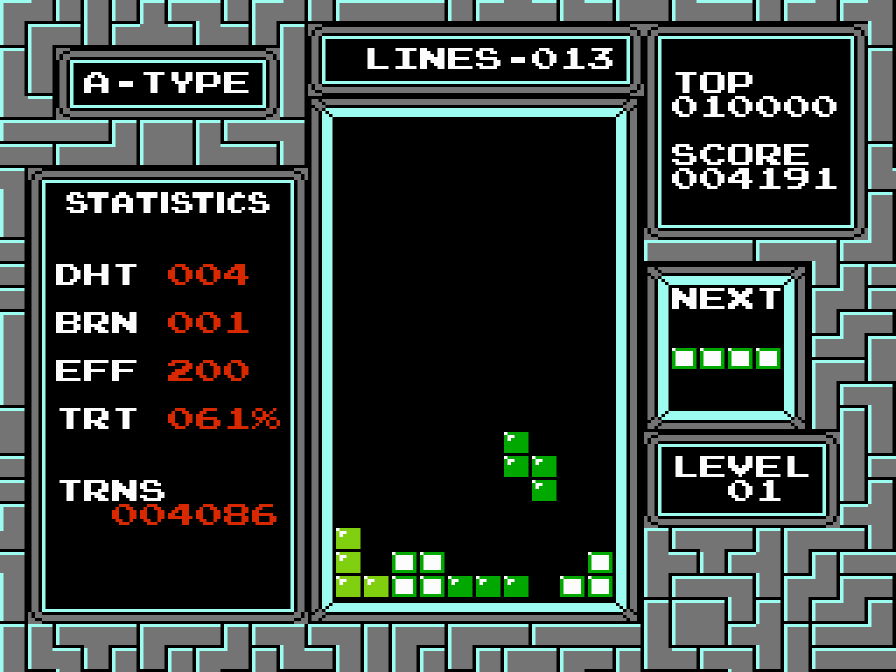 A-TYPE
LINES-013
TOP
010000
SCORE
004191
STATISTICS
DHT 004
BRN 001
EFF 200
TRT 061%
TRNS
004086
NEXT
LEVEL
01